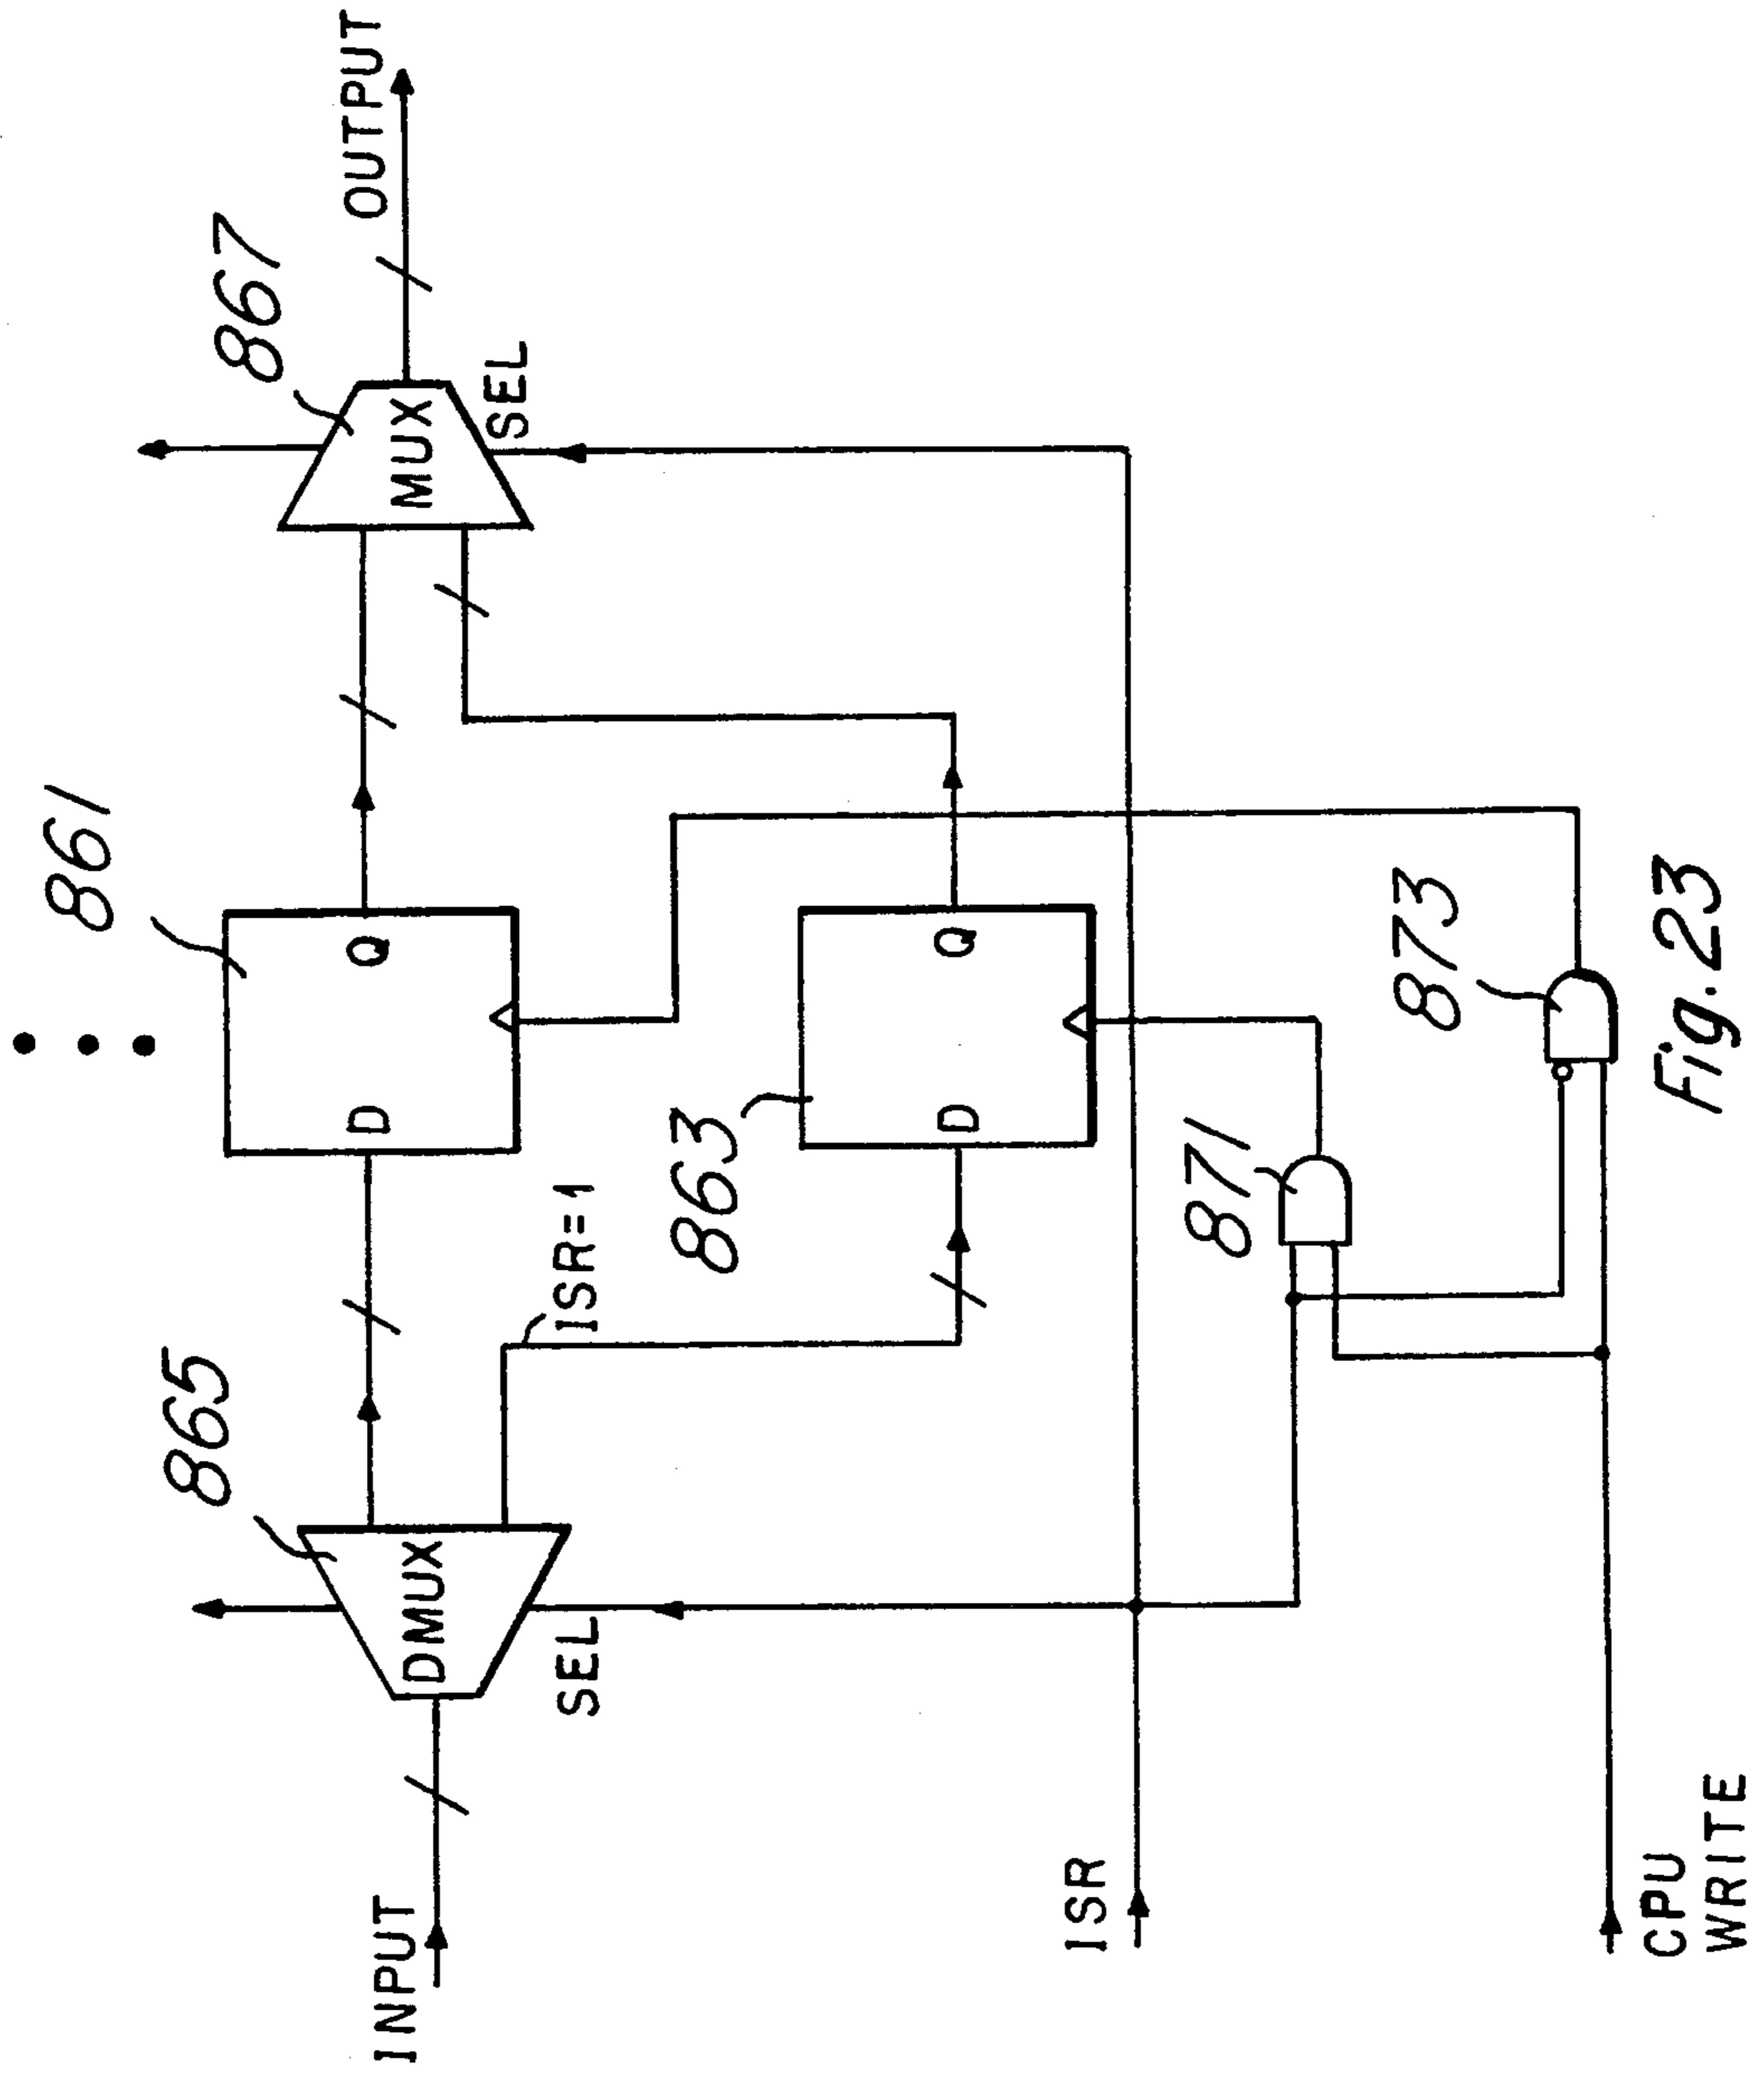 861
865
867
INPUT
DMUX
SEL
D
Q
MUX
SEL
OUTPUT
ISR=1
863
D
Q
ISR
871
873
CPU
WRITE
Fig. 23